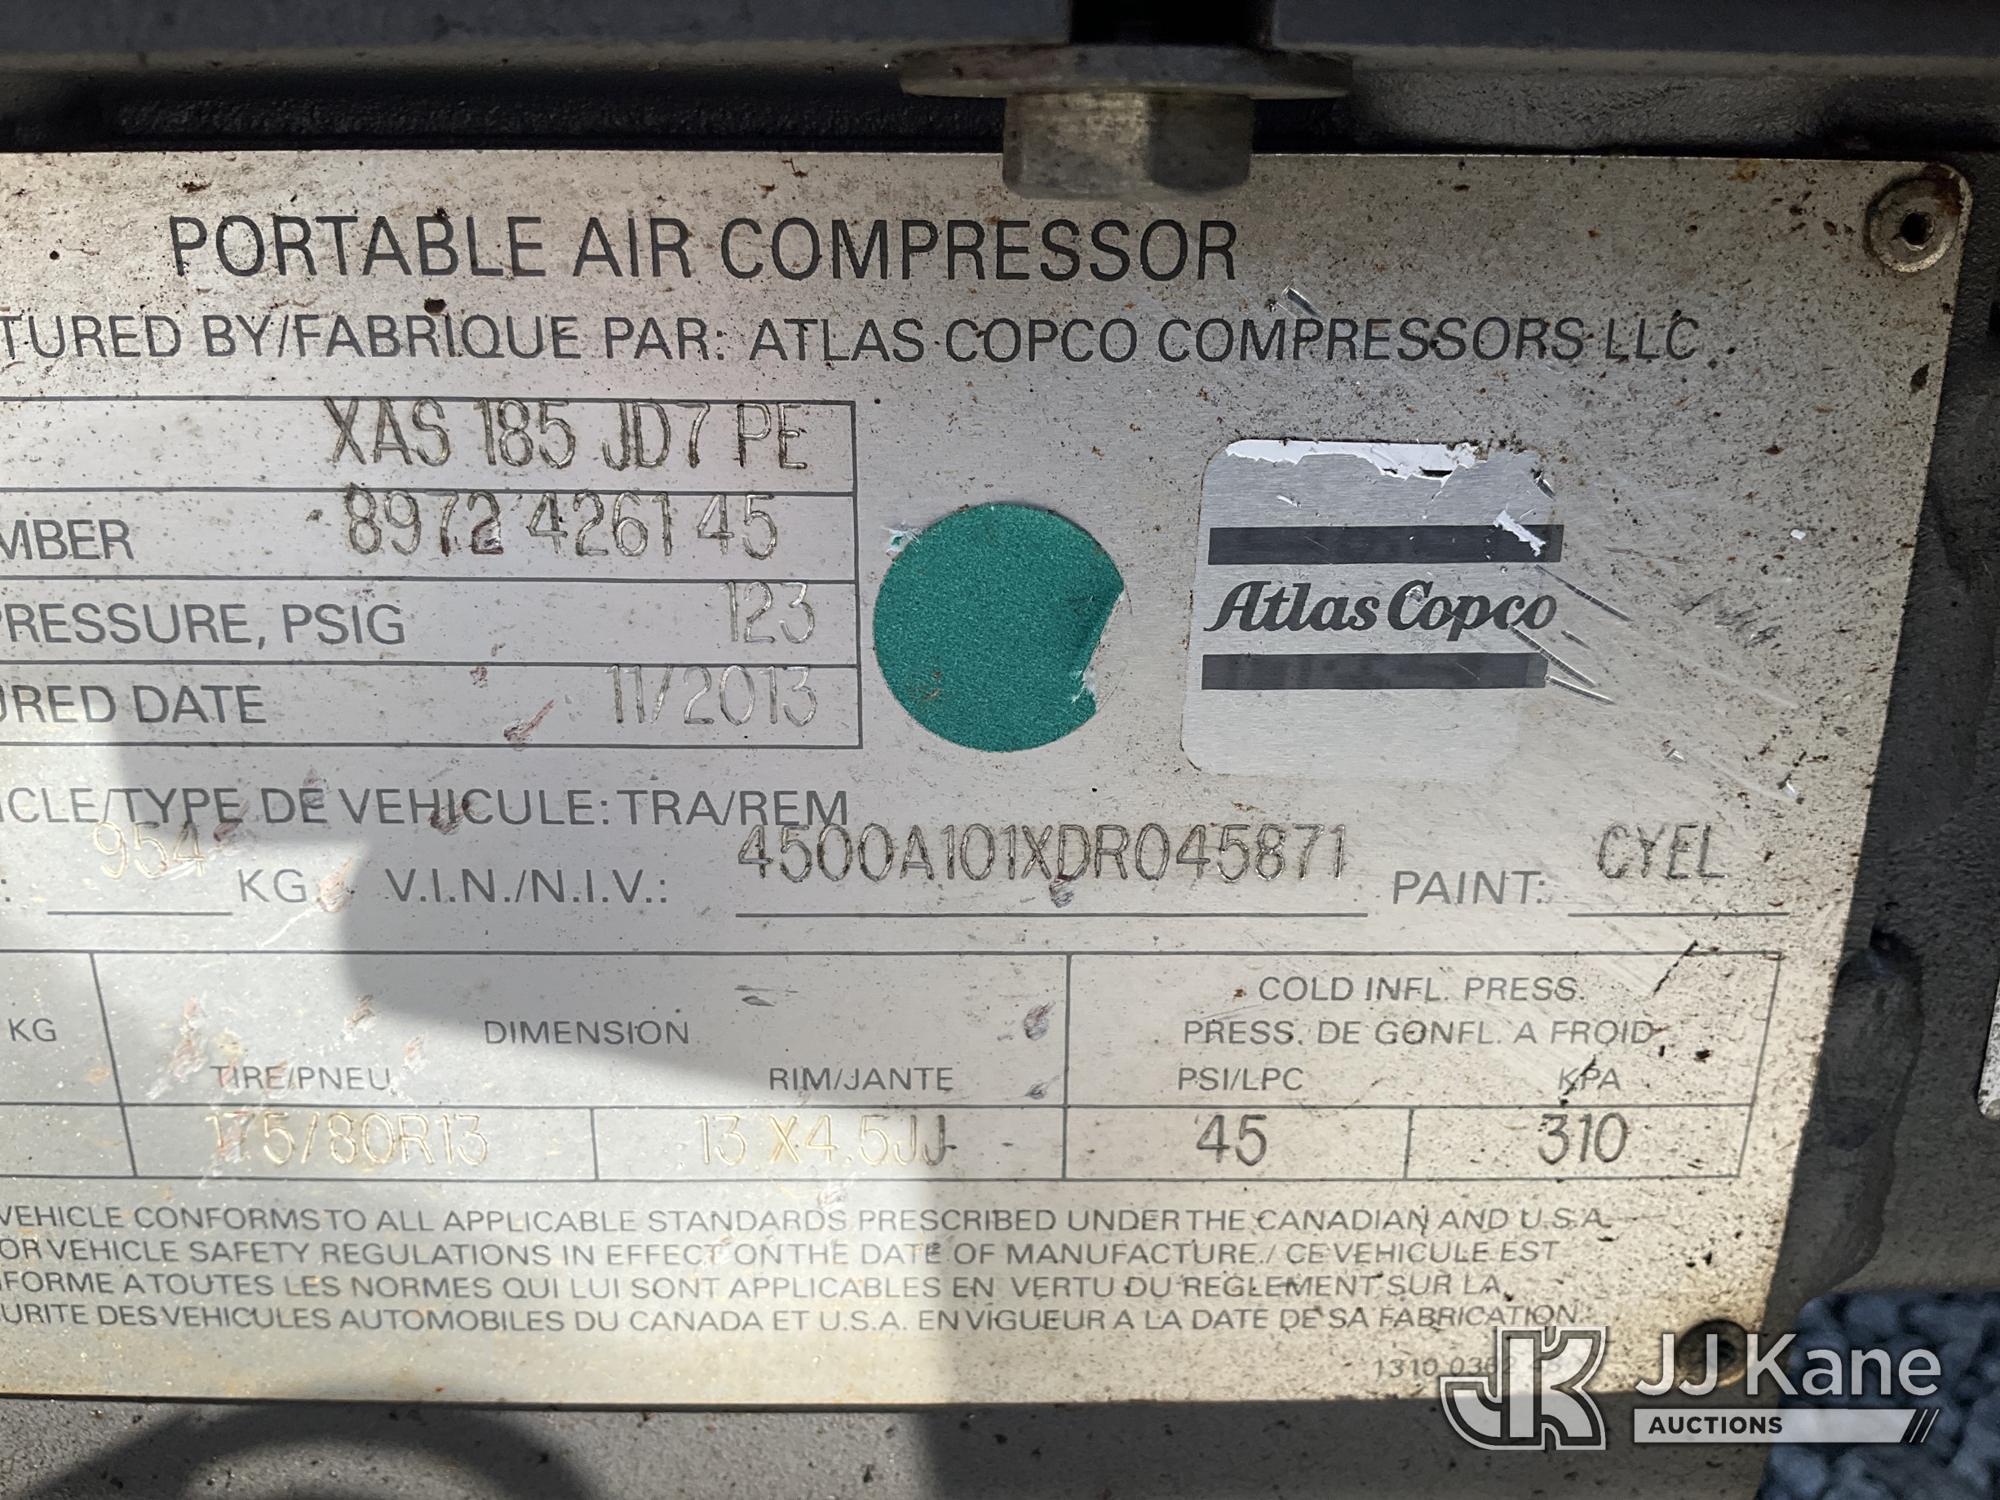 PORTABLE AIR COMPRESSOR
TURED BY/FABRIQUE PAR: ATLAS COPCO COMPRESSORS LLC
XAS 185 JD7 PE
MBER 8972426145
PRESSURE, PSIG 123
URED DATE 11/2013
Atlas Copco
ICLE/TYPE DE VEHICULE: TRA/REM
: 954 KG V.I.N./N.I.V.: 4500A101XDR045871 PAINT: CYEL
KG DIMENSION
TIRE/PNEU RIM/JANTE
COLD INFL. PRESS.
PRESS. DE GONFL. A FROID
PSI/LPC KPA
175/80R13 13 X4.5JJ 45 310
VEHICLE CONFORMS TO ALL APPLICABLE STANDARDS PRESCRIBED UNDER THE CANADIAN AND U.S.A.
OR VEHICLE SAFETY REGULATIONS IN EFFECT ON THE DATE OF MANUFACTURE./ CE VEHICULE EST
FORME A TOUTES LES NORMES QUI LUI SONT APPLICABLES EN VERTU DU REGLEMENT SUR LA
URITE DES VEHICULES AUTOMOBILES DU CANADA ET U.S.A. EN VIGUEUR A LA DATE DE SA FABRICATION
1310
JK JJ Kane
AUCTIONS